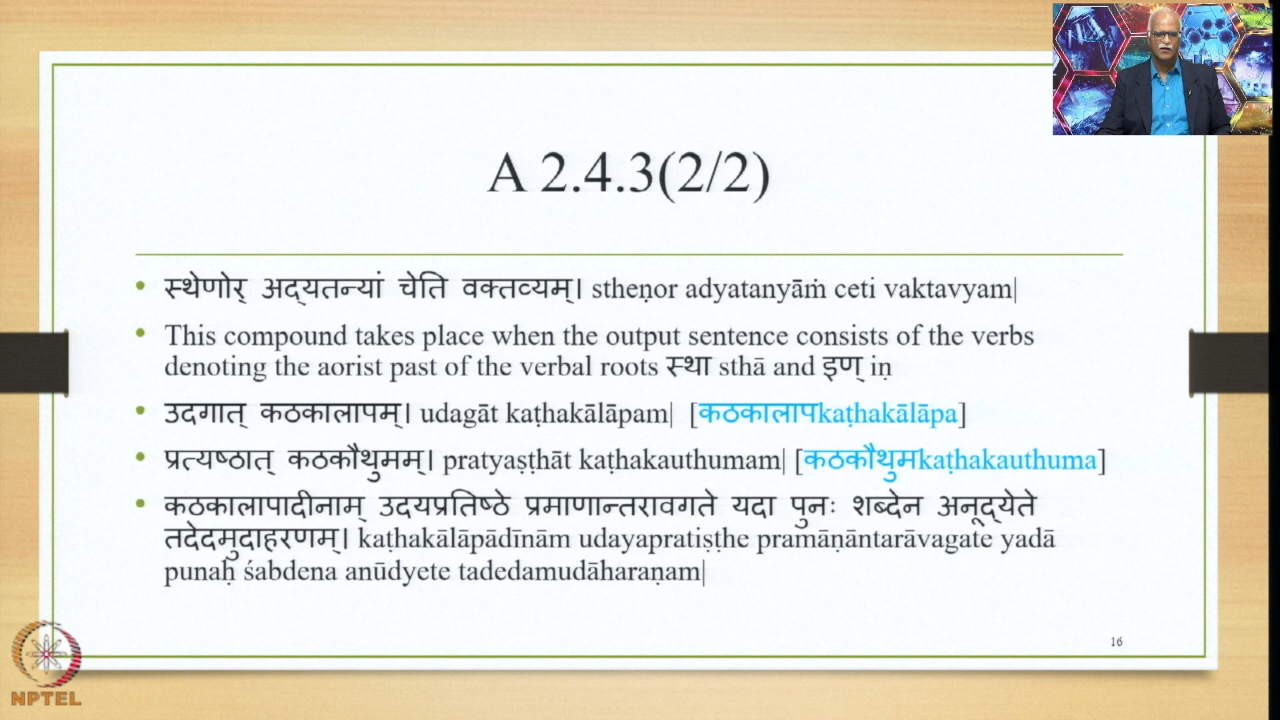 A 2.4.3(2/2)
• स्थेणोर् अद्यतन्यां चेति वक्तव्यम्। stheṇor adyatanyāṁ ceti vaktavyam|
• This compound takes place when the output sentence consists of the verbs
denoting the aorist past of the verbal roots स्था sthā and इण् iṇ
• उदगात् कठकालापम्। udagāt kaṭhakālāpam| [कठकालापkaṭhakālāpa]
• प्रत्यष्ठात् कठकौथुमम्। pratyaṣṭhāt kaṭhakauthumam| [कठकौथुमkaṭhakauthuma]
• कठकालापादीनाम् उदयप्रतिष्ठे प्रमाणान्तरावगते यदा पुनः शब्देन अनूद्येते
तदेदमुदाहरणम्। kaṭhakālāpādīnām udayapratiṣṭhe pramāṇāntarāvagate yadā
punaḥ śabdena anūdyete tadedamudāharaṇam|
16
NPTEL